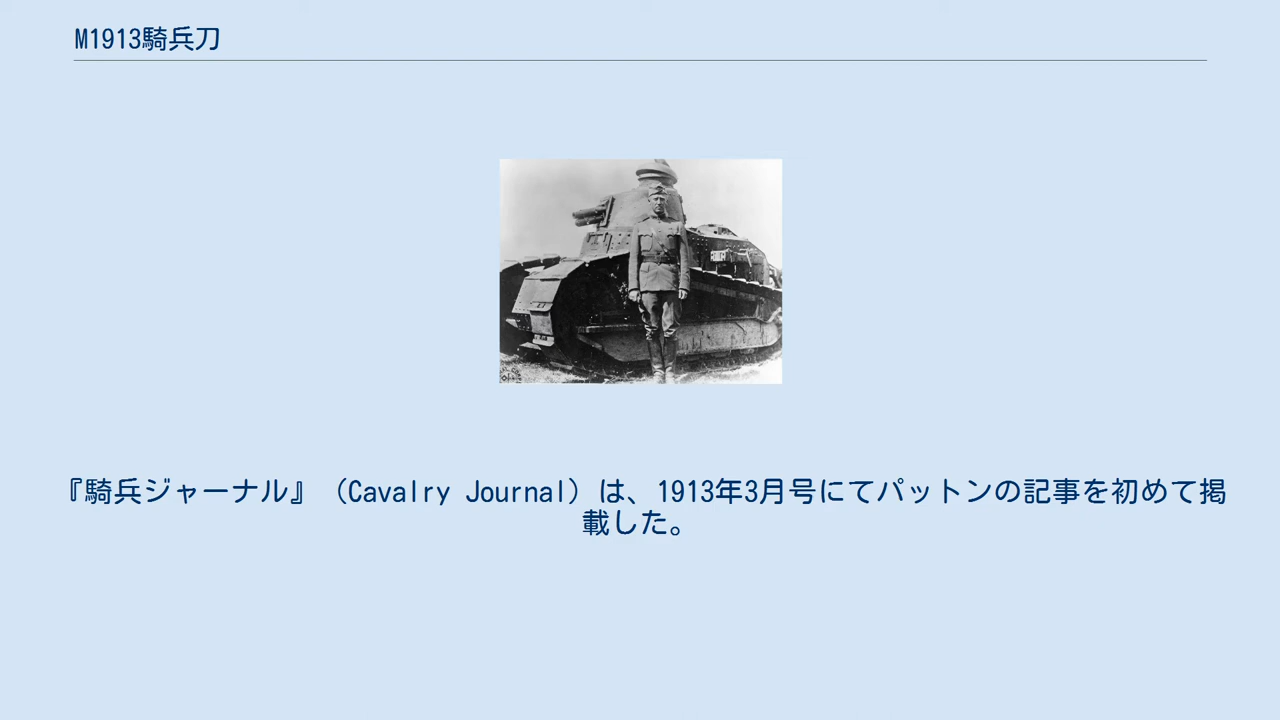 M1913騎兵刀
『騎兵ジャーナル』（Cavalry Journal）は、1913年3月号にてパットンの記事を初めて掲
載した。